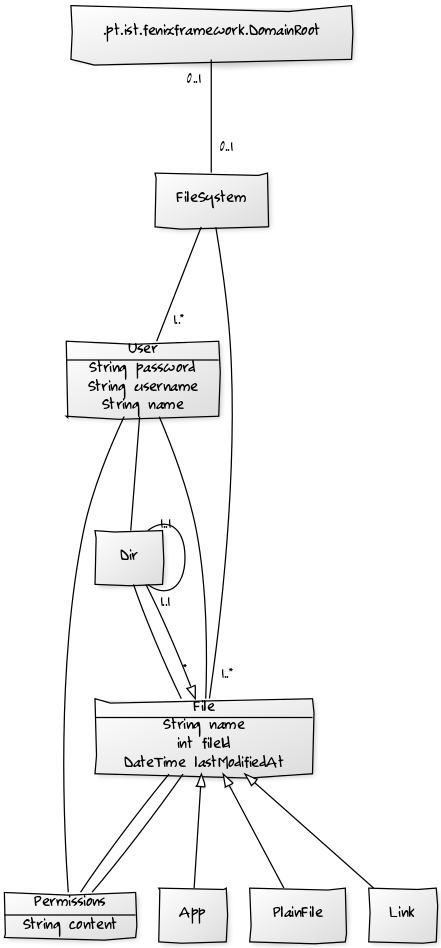 .pt.ist.fenixframework.DomainRoot
0..1
0..1
FileSystem
1..*
User
String password
String username
String name
1..1
Dir
1..1
*
1..*
File
String name
int fileId
DateTime lastModifiedAt
Permissions
String content
App
PlainFile
Link